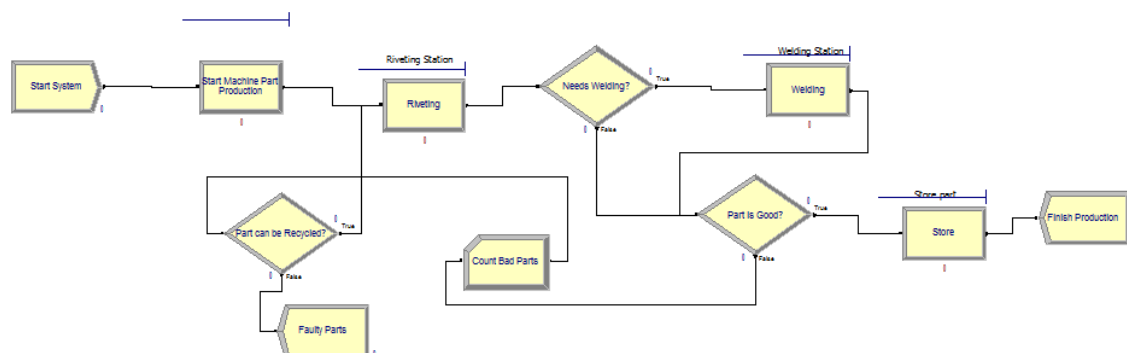 Start System
Start Machine Part
Production
Riveting Station
Riveting
Needs Welding?
True
False
Welding Station
Welding
Part can be Recycled?
True
False
Faulty Parts
Count Bad Parts
Part Is Good?
True
False
Store part
Store
Finish Production